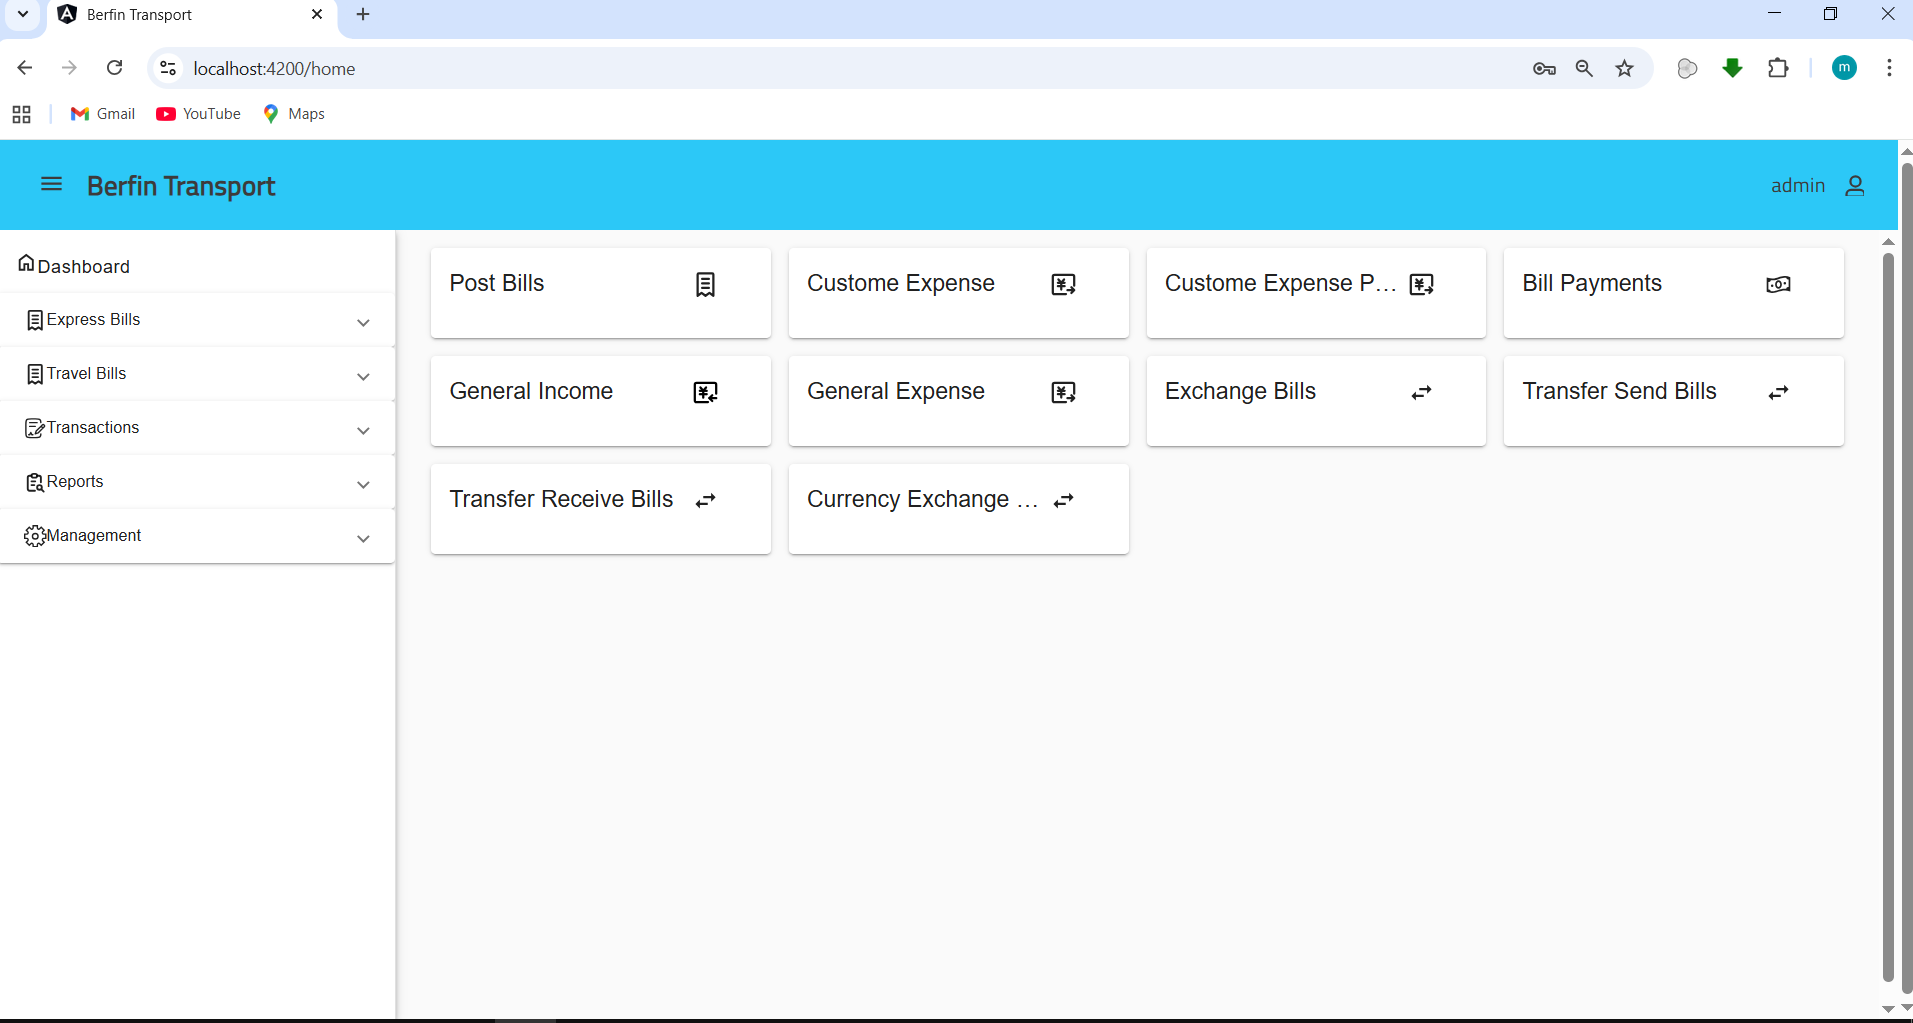 Berfin Transport
localhost:4200/home
m
Gmail YouTube Maps
Berfin Transport
admin
Dashboard
Express Bills
Travel Bills
Transactions
Reports
Management
Post Bills
Custome Expense
Custome Expense P...
Bill Payments
General Income
General Expense
Exchange Bills
Transfer Send Bills
Transfer Receive Bills
Currency Exchange ...